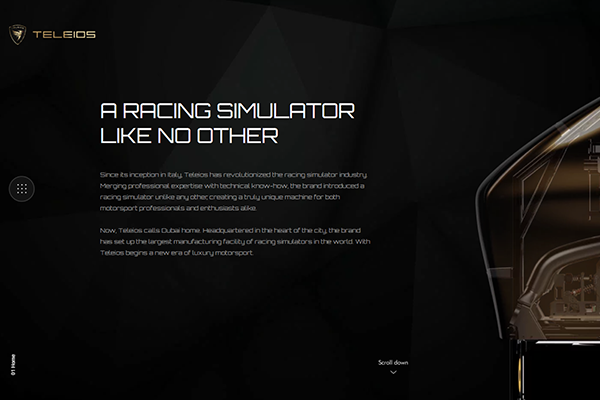 TELEIOS
A RACING SIMULATOR
LIKE NO OTHER
Since its inception in Italy, Teleios has revolutionized the racing simulator industry.
Merging professional expertise with technical know-how, the brand introduced a
racing simulator unlike any other, creating a truly unique machine for both
motorsport professionals and enthusiasts alike.
Now, Teleios calls Dubai home. Headquartered in the heart of the city, the brand
has set up the largest manufacturing facility of racing simulators in the world. With
Teleios begins a new era of luxury motorsport.
Scroll down
01 Home